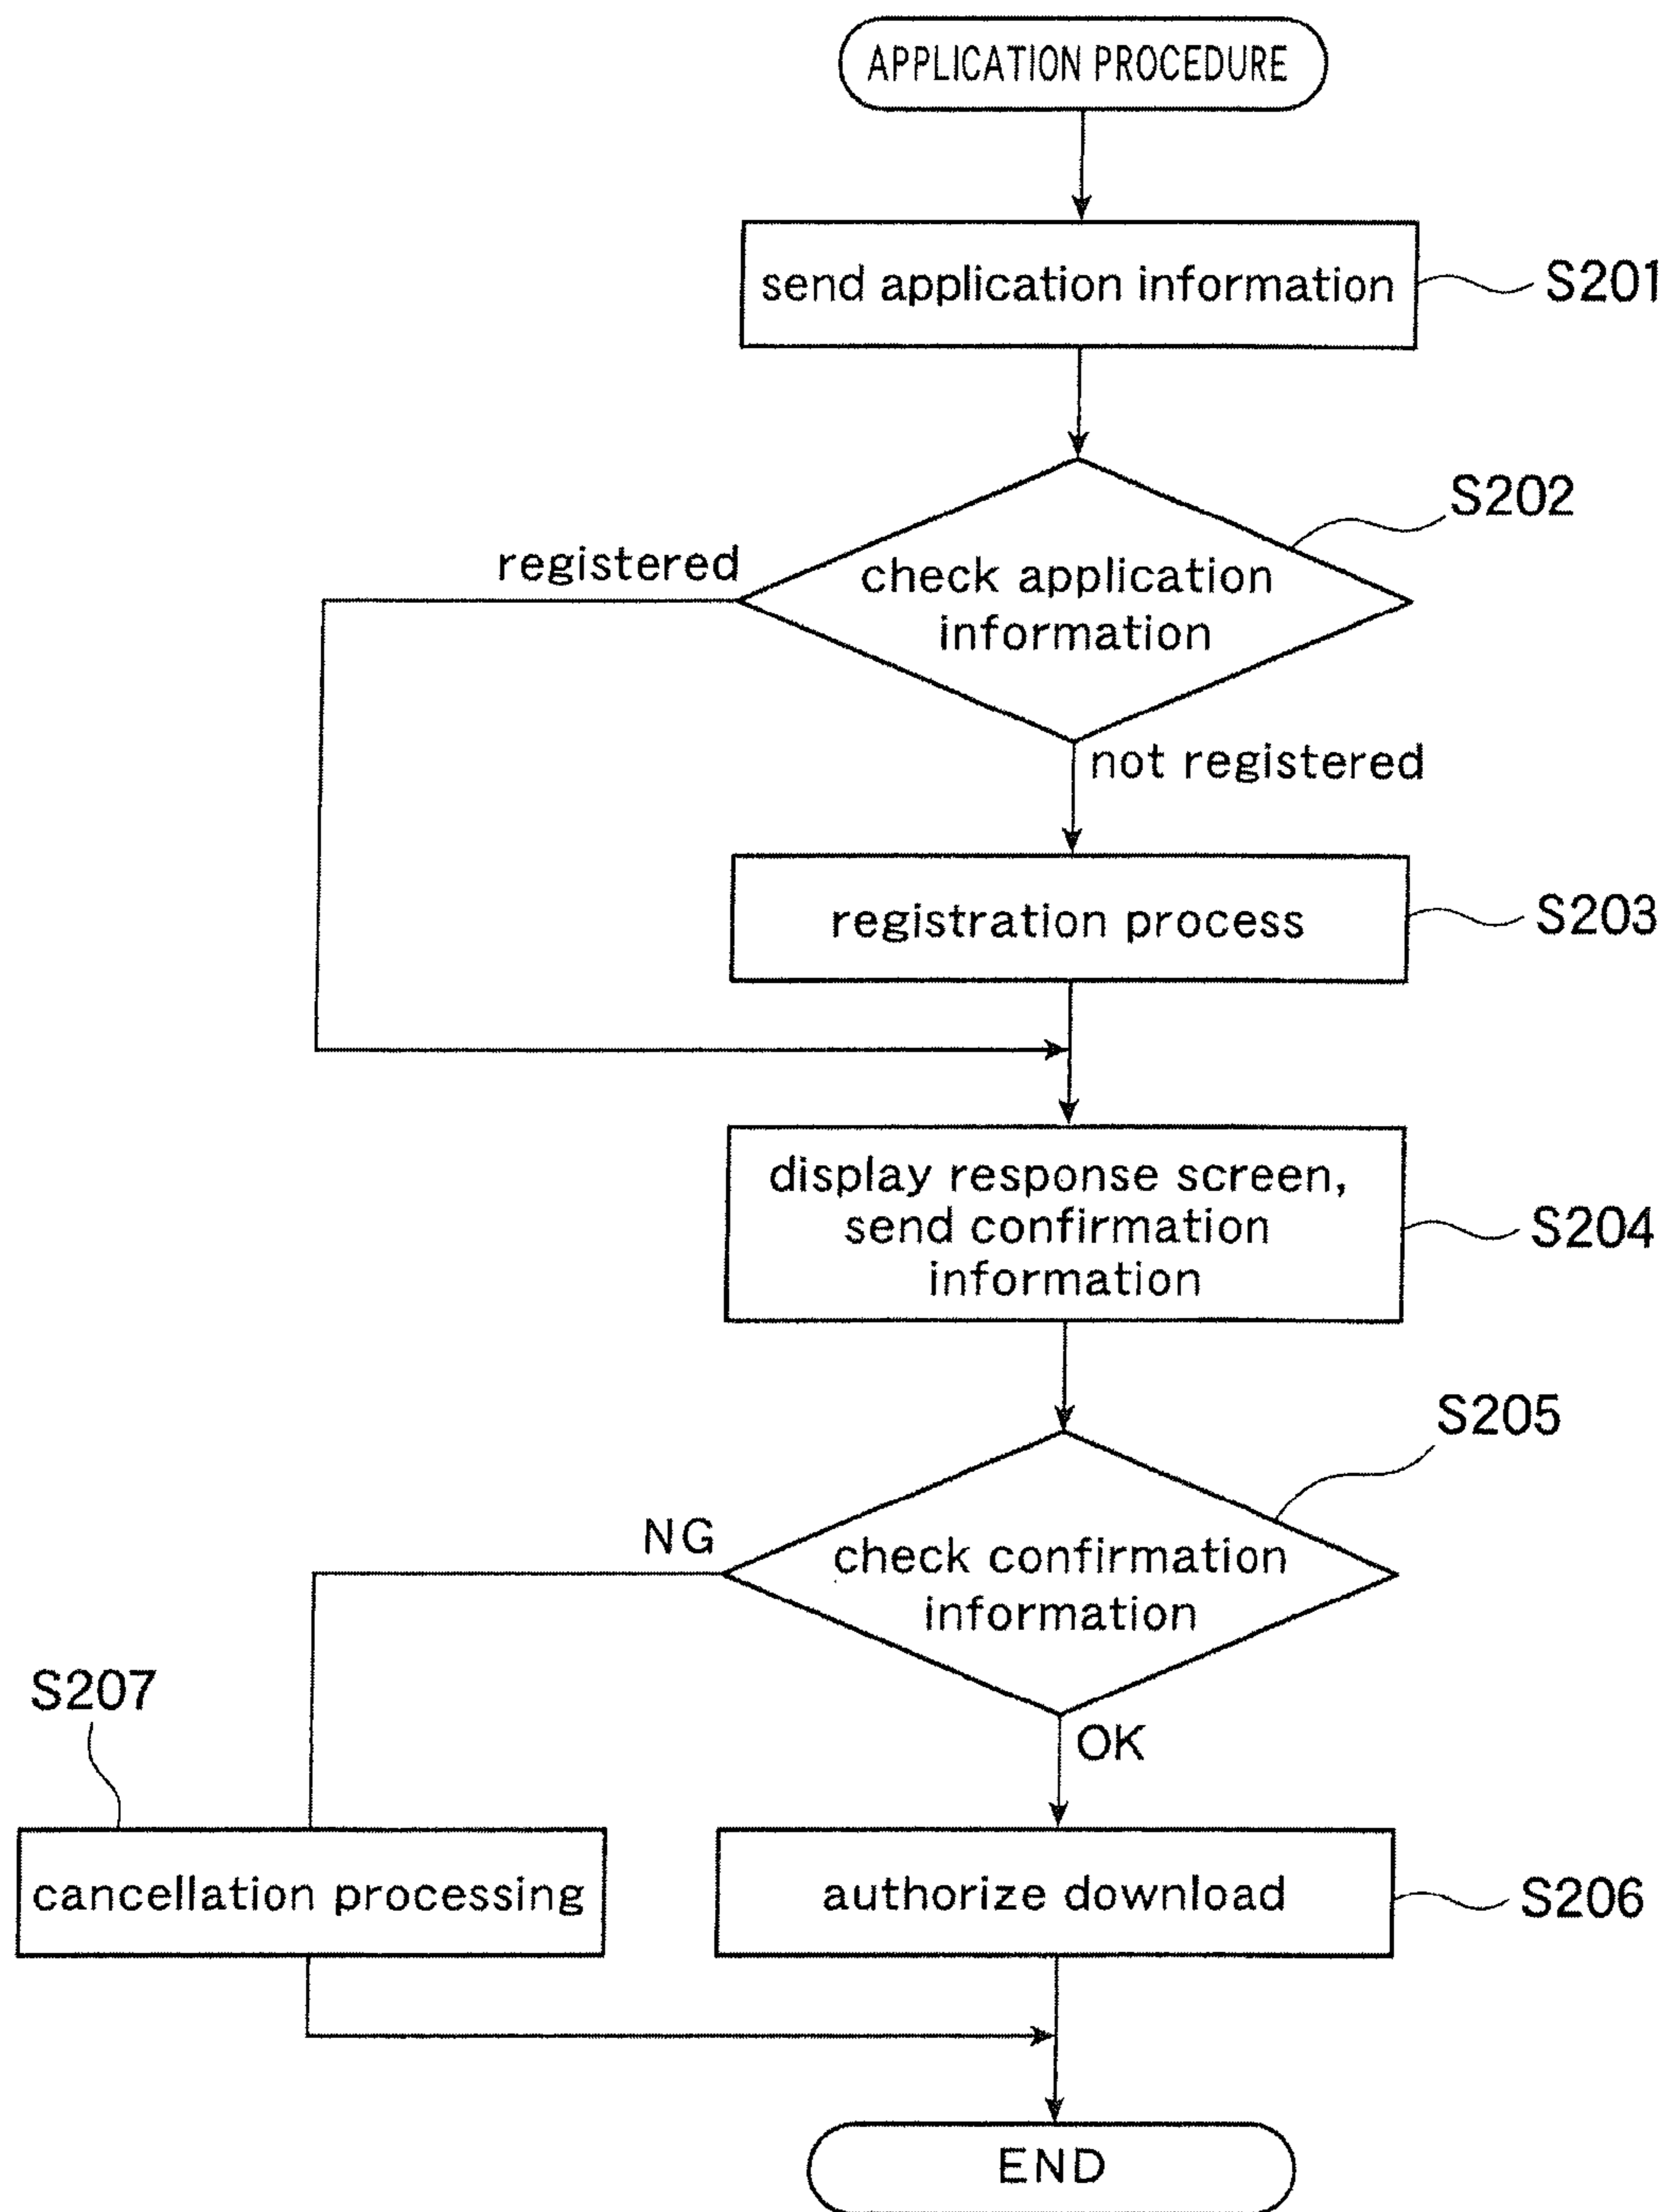 APPLICATION PROCEDURE
send application information
S201
S202
registered
check application
information
not registered
registration process
S203
display response screen,
send confirmation
information
S204
S205
NG
check confirmation
information
S207
OK
cancellation processing
authorize download
S206
END